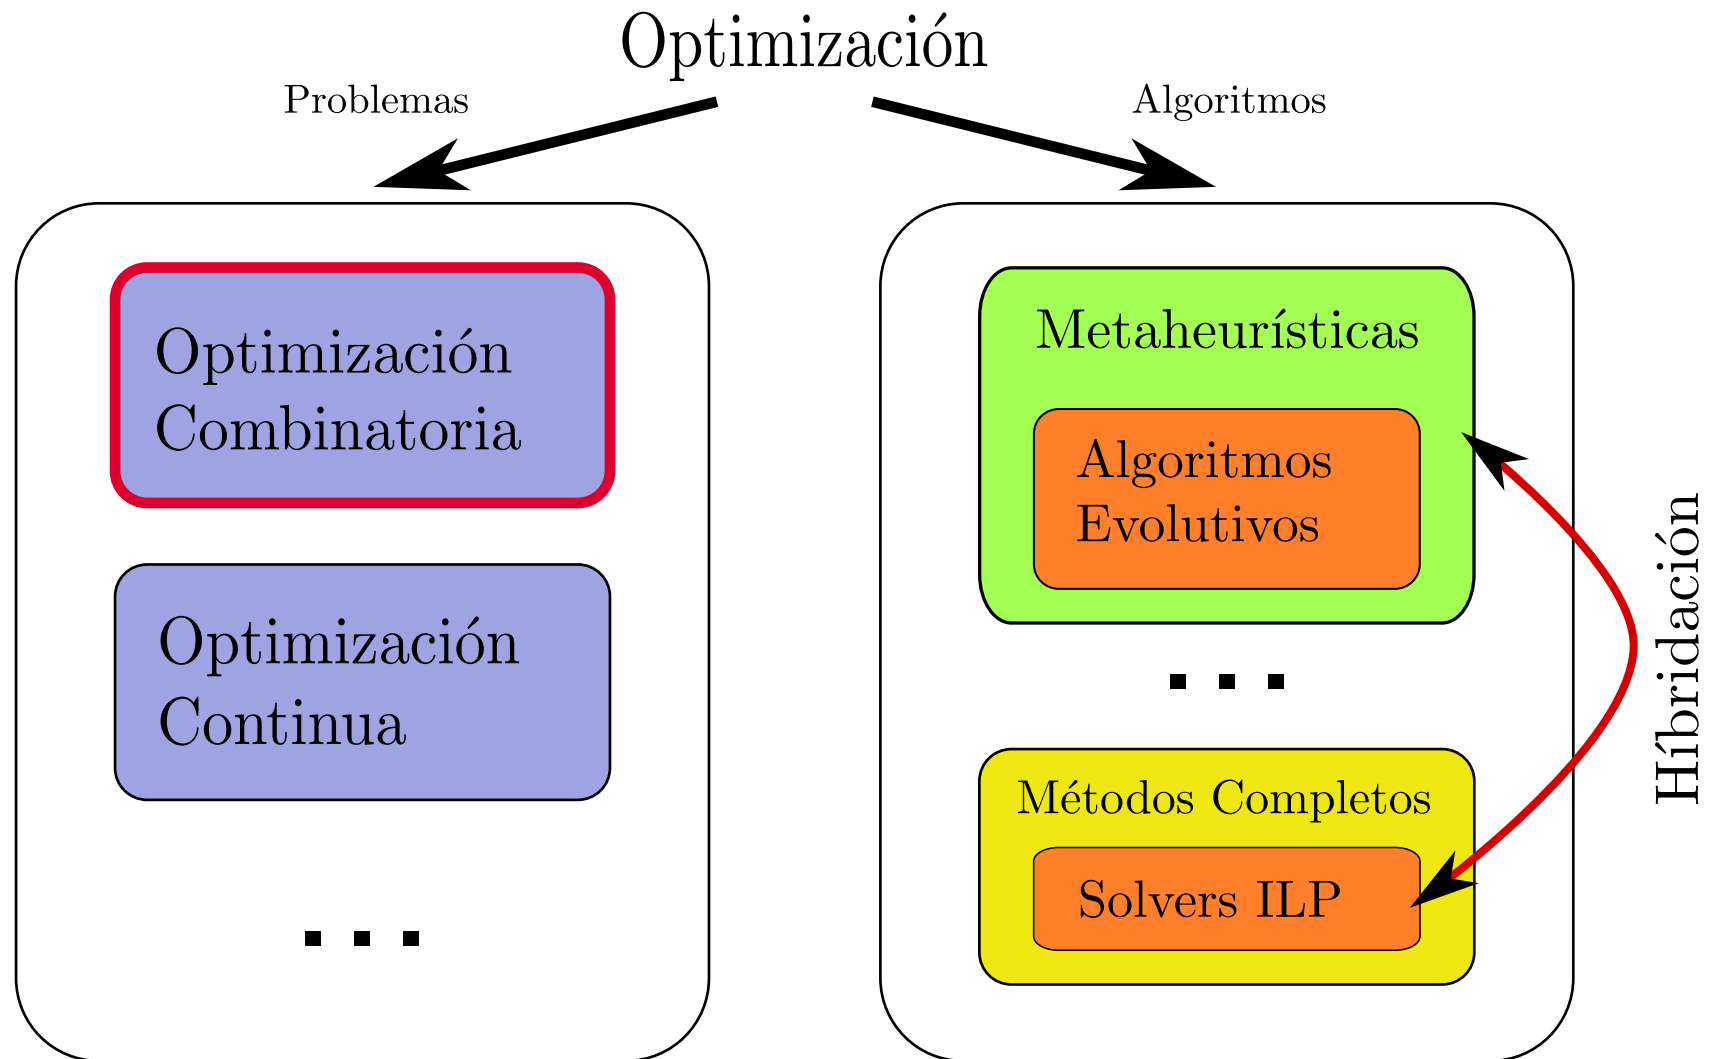 Optimización
Problemas
Algoritmos
Optimización
Combinatoria
Optimización
Continua
Metaheurísticas
Algoritmos
Evolutivos
Métodos Completos
Solvers ILP
Híbridación